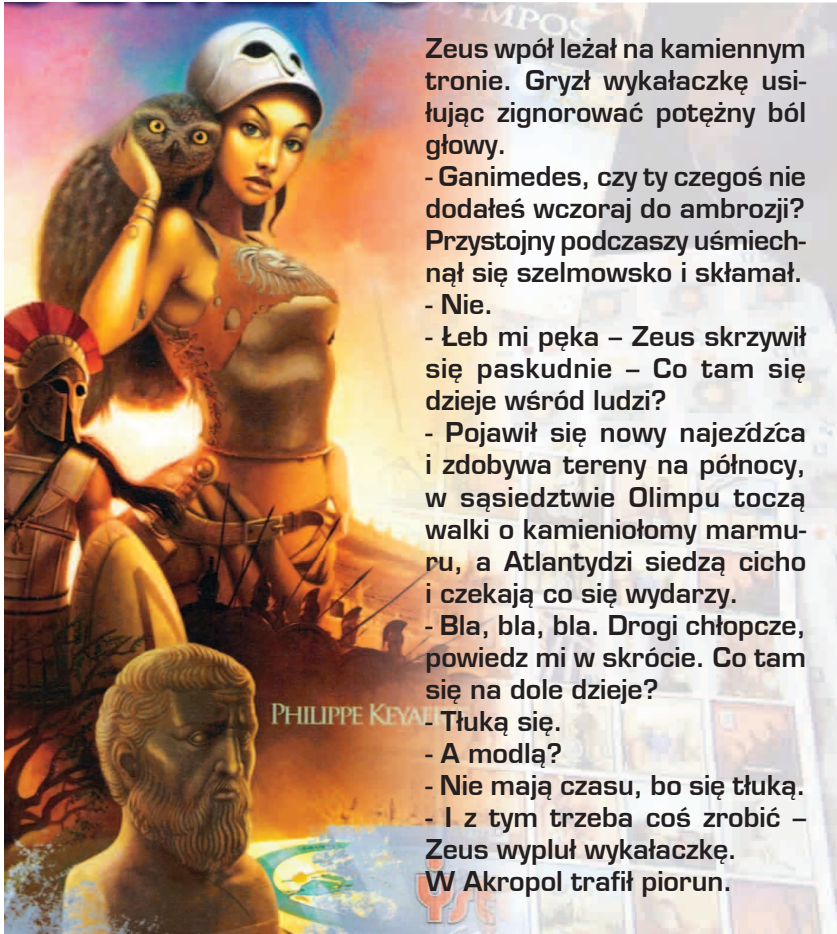 YMPOS
Zeus wpół leżał na kamiennym
tronie. Gryzł wykałaczkę usi-
łując zignorować potężny ból
głowy.
- Ganimedes, czy ty czegoś nie
dodałeś wczoraj do ambrozji?
Przystojny podczaszy uśmiech-
nął się szelmowsko i skłamał.
- Nie.
- Łeb mi pęka – Zeus skrzywił
się paskudnie – Co tam się
dzieje wśród ludzi?
- Pojawił się nowy najeźdźca
i zdobywa tereny na północy,
w sąsiedztwie Olimpu toczą
walki o kamieniołomy marmu-
ru, a Atlantydzi siedzą cicho
i czekają co się wydarzy.
- Bla, bla, bla. Drogi chłopcze,
powiedz mi w skrócie. Co tam
się na dole dzieje?
PHILIPPE
- Tłuką się.
- A modlą?
- Nie mają czasu, bo się tłuką.
- I z tym trzeba coś zrobić –
Zeus wypluł wykałaczkę.
W Akropol trafił piorun.